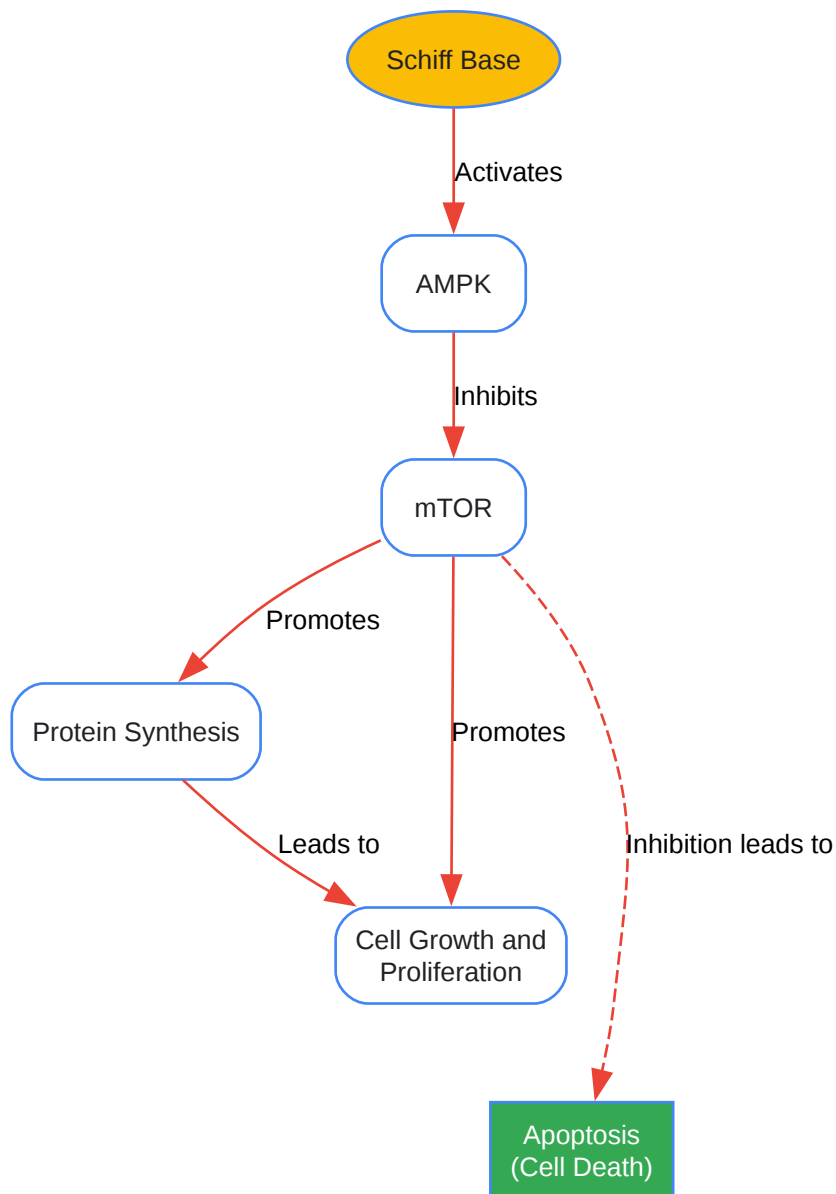 Schiff Base
Activates
AMPK
Inhibits
mTOR
Promotes
Protein Synthesis
Promotes
Leads to
Inhibition leads to
Cell Growth and
Proliferation
Apoptosis
(Cell Death)